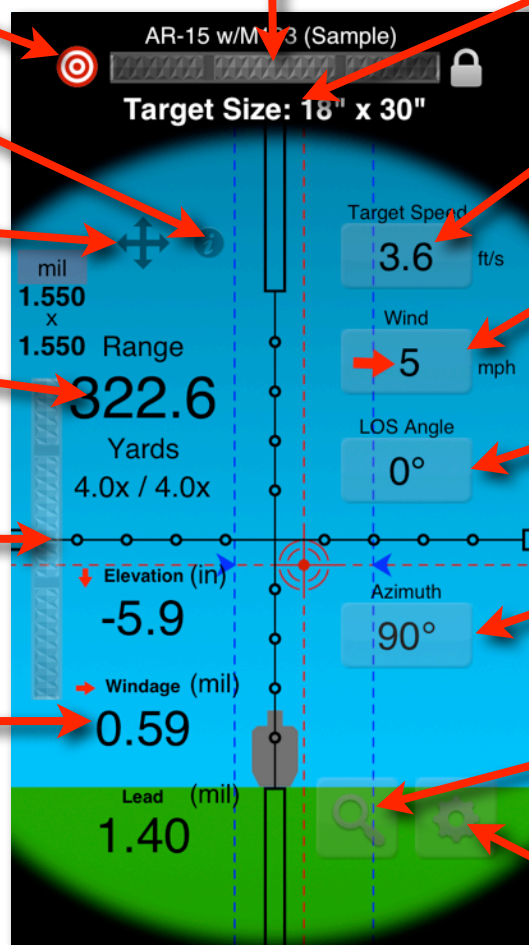 AR-15 w/M193 (Sample)
Target Size: 18" x 30"
Target Speed
3.6 ft/s
mil
1.550
x
1.550
Range
322.6
Yards
4.0x / 4.0x
Wind
5 mph
LOS Angle
0°
Elevation (in)
-5.9
Azimuth
90°
Windage (mil)
0.59
Lead (mil)
1.40